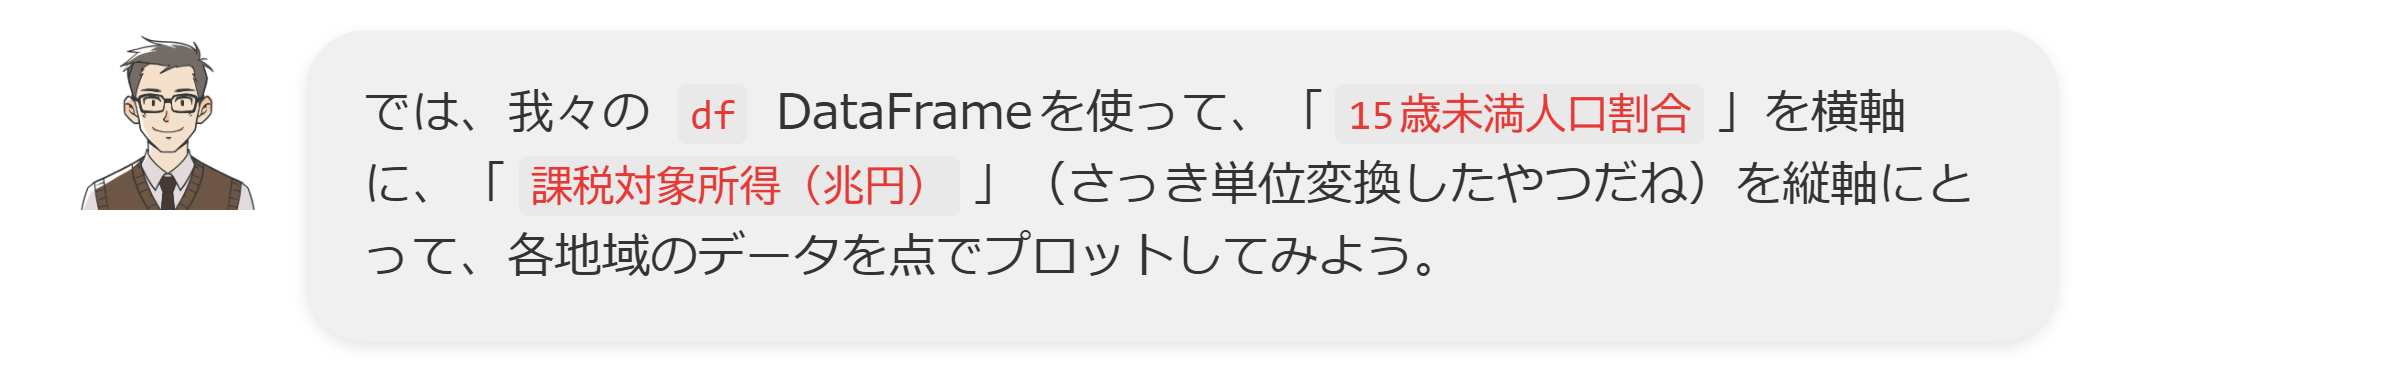 では、我々の df DataFrameを使って、「 15歳未満人口割合 」を横軸
に、「 課税対象所得（兆円） 」（さっき単位変換したやつだね）を縦軸にと
って、各地域のデータを点でプロットしてみよう。